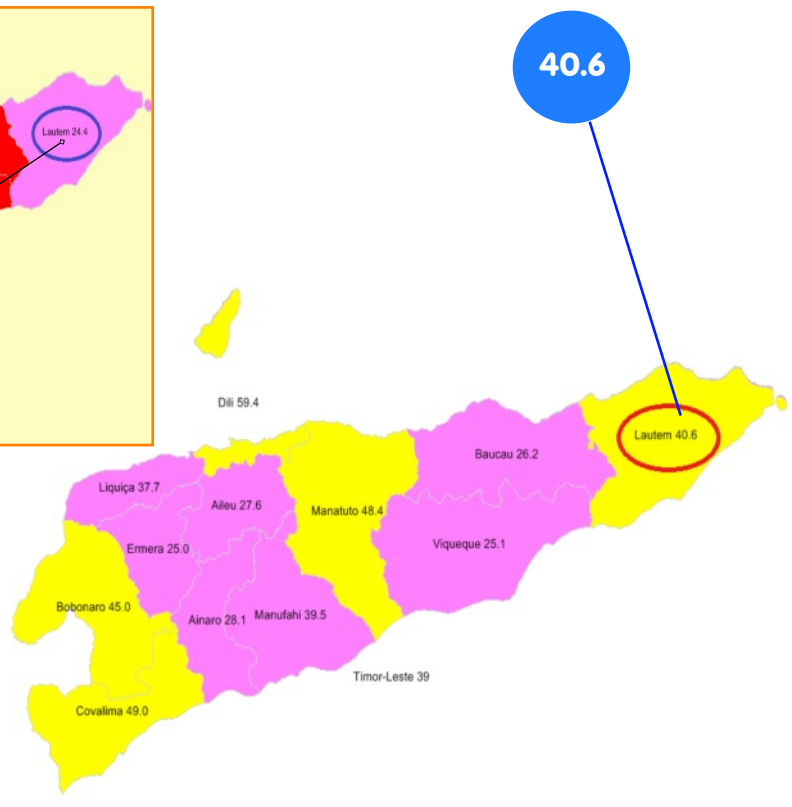 40.6
Lautem 24.4
Dili 59.4
Lautem 40.6
Baucau 26.2
Liquiça 37.7
Aileu 27.6
Manatuto 48.4
Viqueque 25.1
Ermera 25.0
Bobonaro 45.0
Ainaro 28.1
Manufahi 39.5
Timor-Leste 39
Covalima 49.0